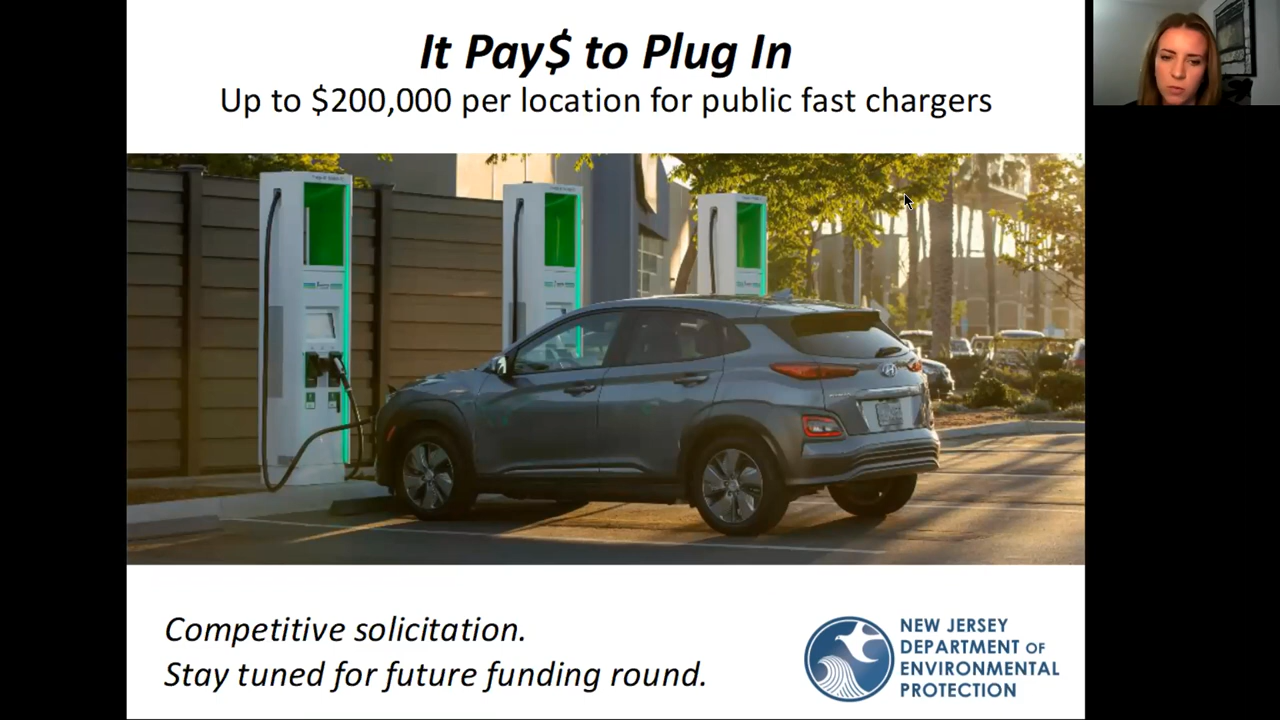 It Pay$ to Plug In
Up to $200,000 per location for public fast chargers
Competitive solicitation.
Stay tuned for future funding round.
NEW JERSEY
DEPARTMENT OF
ENVIRONMENTAL
PROTECTION